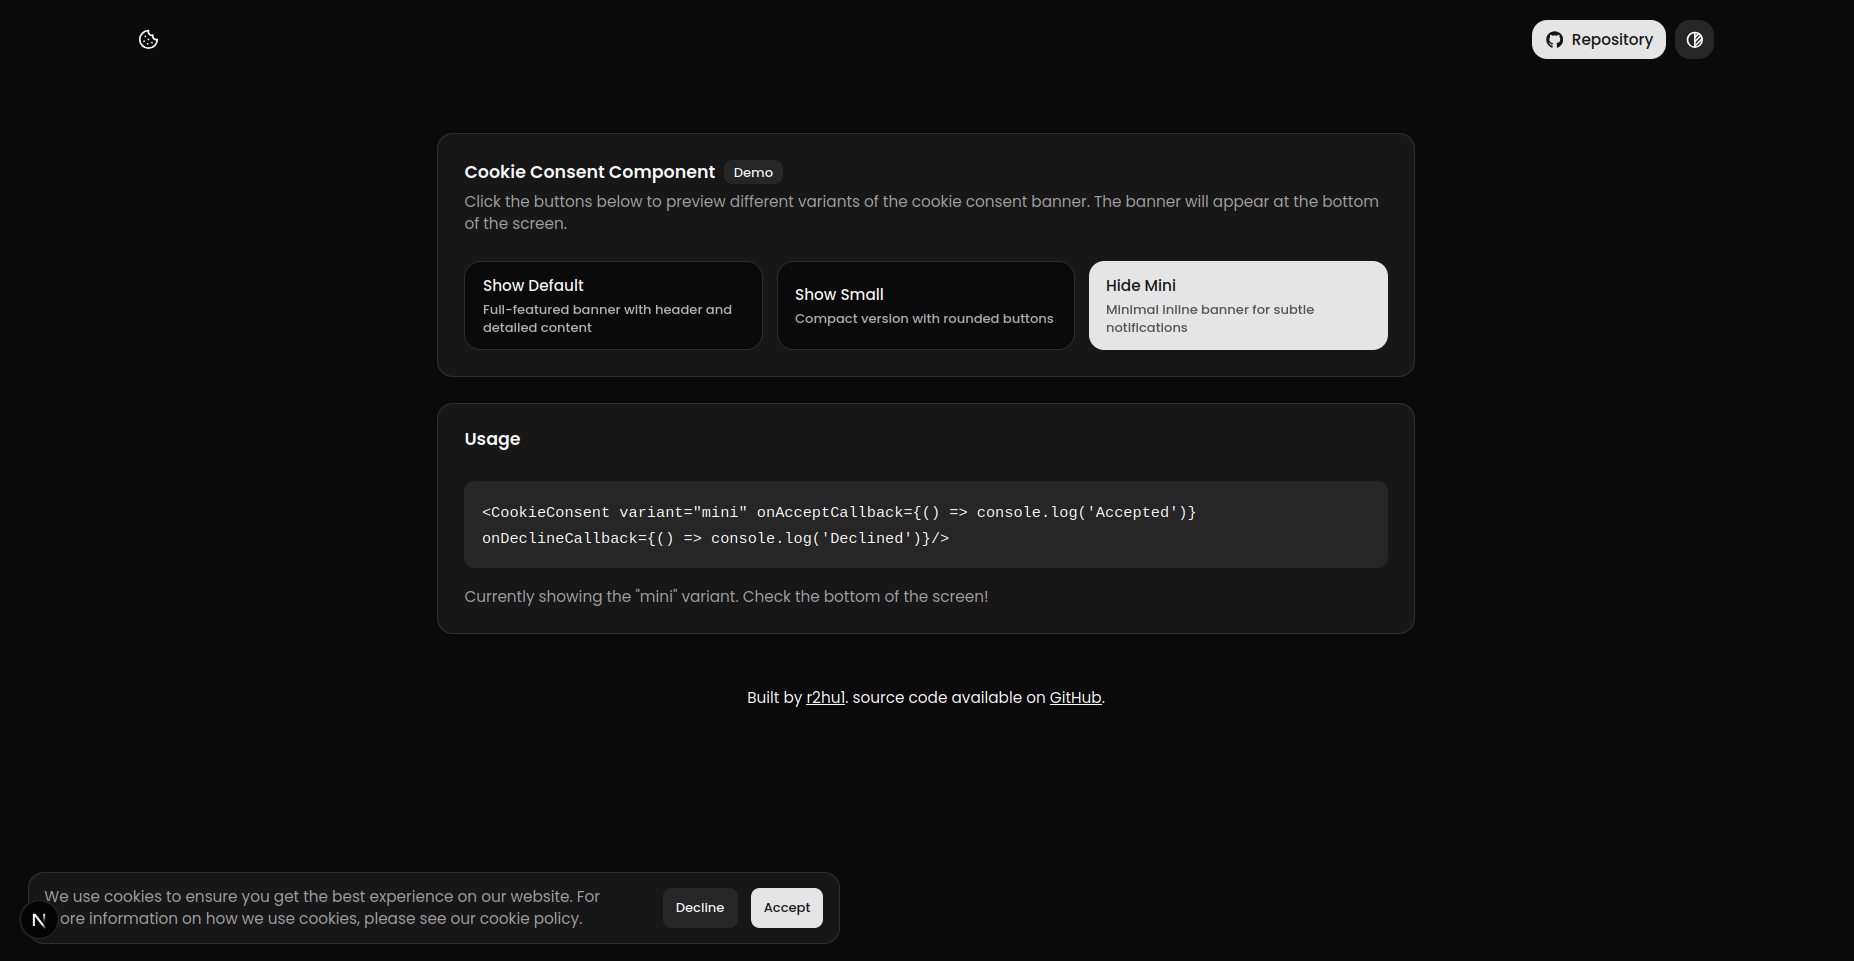 Repository
Cookie Consent Component Demo
Click the buttons below to preview different variants of the cookie consent banner. The banner will appear at the bottom
of the screen.
Show Default
Full-featured banner with header and
detailed content
Show Small
Compact version with rounded buttons
Hide Mini
Minimal inline banner for subtle
notifications
Usage
<CookieConsent variant="mini" onAcceptCallback={() => console.log('Accepted')}
onDeclineCallback={() => console.log('Declined')}/>
Currently showing the "mini" variant. Check the bottom of the screen!
Built by r2hu1. source code available on GitHub.
We use cookies to ensure you get the best experience on our website. For
ore information on how we use cookies, please see our cookie policy.
Decline
Accept
N